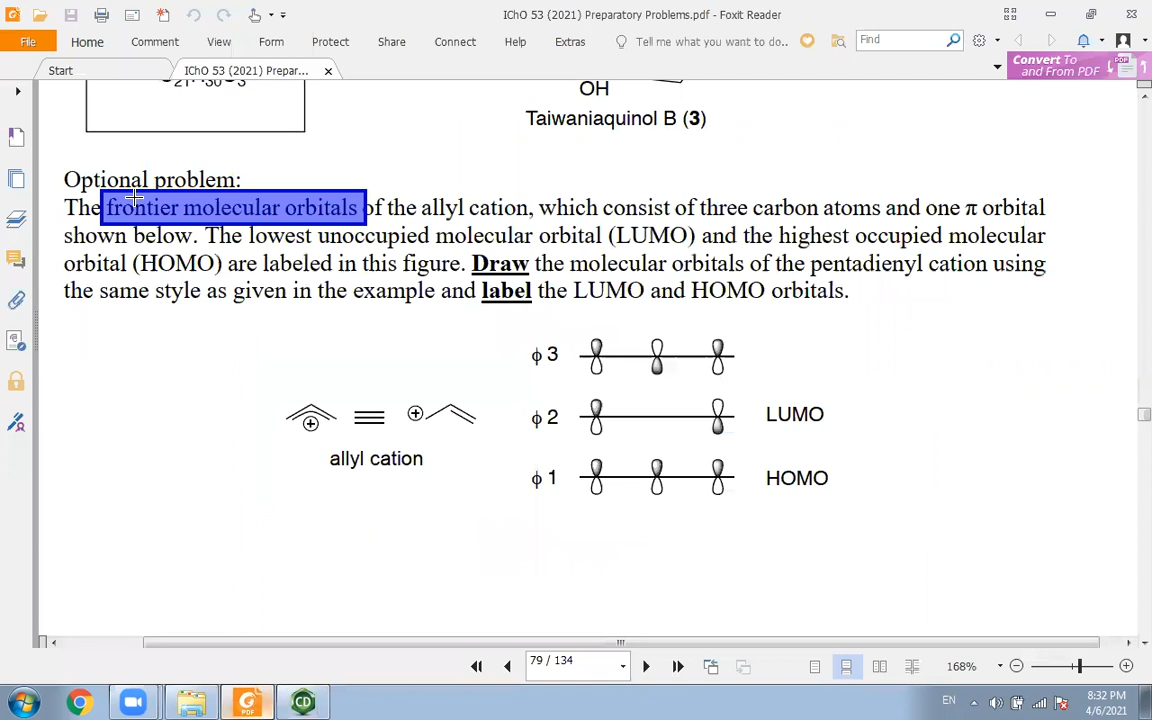 IChO 53 (2021) Preparatory Problems.pdf - Foxit Reader
File Home Comment View Form Protect Share Connect Help Extras Tell me what you want to do.. Find
Start IChO 53 (2021) Prepar... Convert To
and From PDF PDF
OH
Taiwaniaquinol B (3)
Optional problem:
The frontier molecular orbitals of the allyl cation, which consist of three carbon atoms and one π orbital
shown below. The lowest unoccupied molecular orbital (LUMO) and the highest occupied molecular
orbital (HOMO) are labeled in this figure. Draw the molecular orbitals of the pentadienyl cation using
the same style as given in the example and label the LUMO and HOMO orbitals.
ϕ 3
ϕ 2 LUMO
allyl cation
ϕ 1 HOMO
79 / 134 168%
EN 8:32 PM
4/6/2021
PDF CD